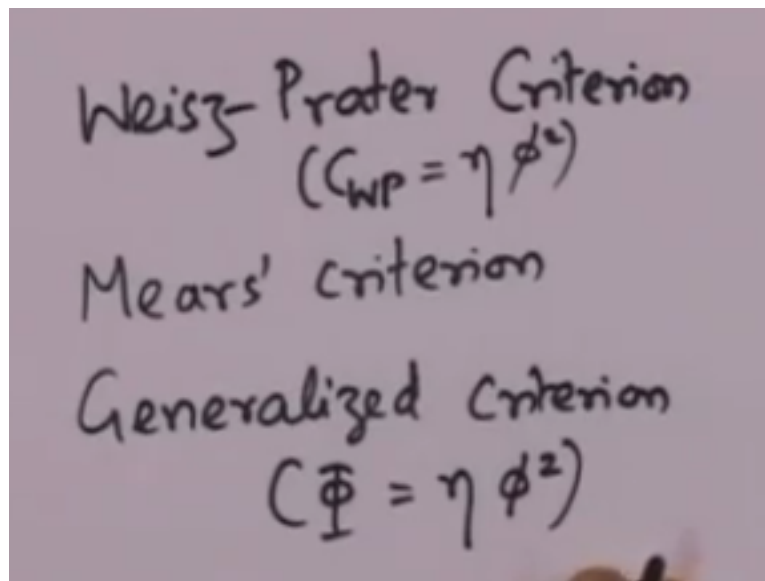 Weisz-Prater Criterion
(C_WP = η φ²)
Mears' criterion
Generalized Criterion
(Φ = η φ²)